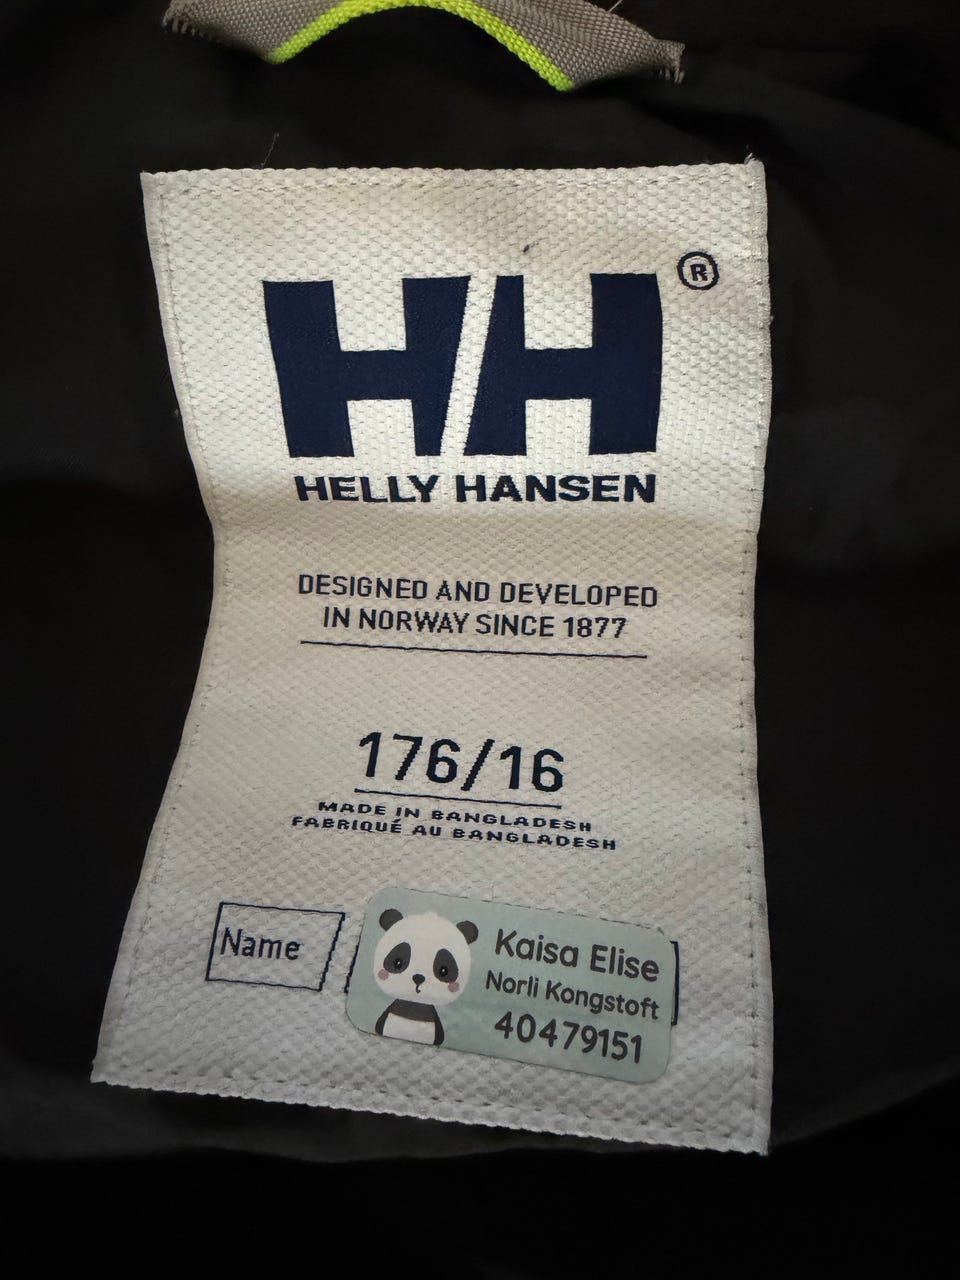 HH ®
HELLY HANSEN
DESIGNED AND DEVELOPED
IN NORWAY SINCE 1877
176/16
MADE IN BANGLADESH
FABRIQUÉ AU BANGLADESH
Name
Kaisa Elise
Norli Kongstoft
40479151